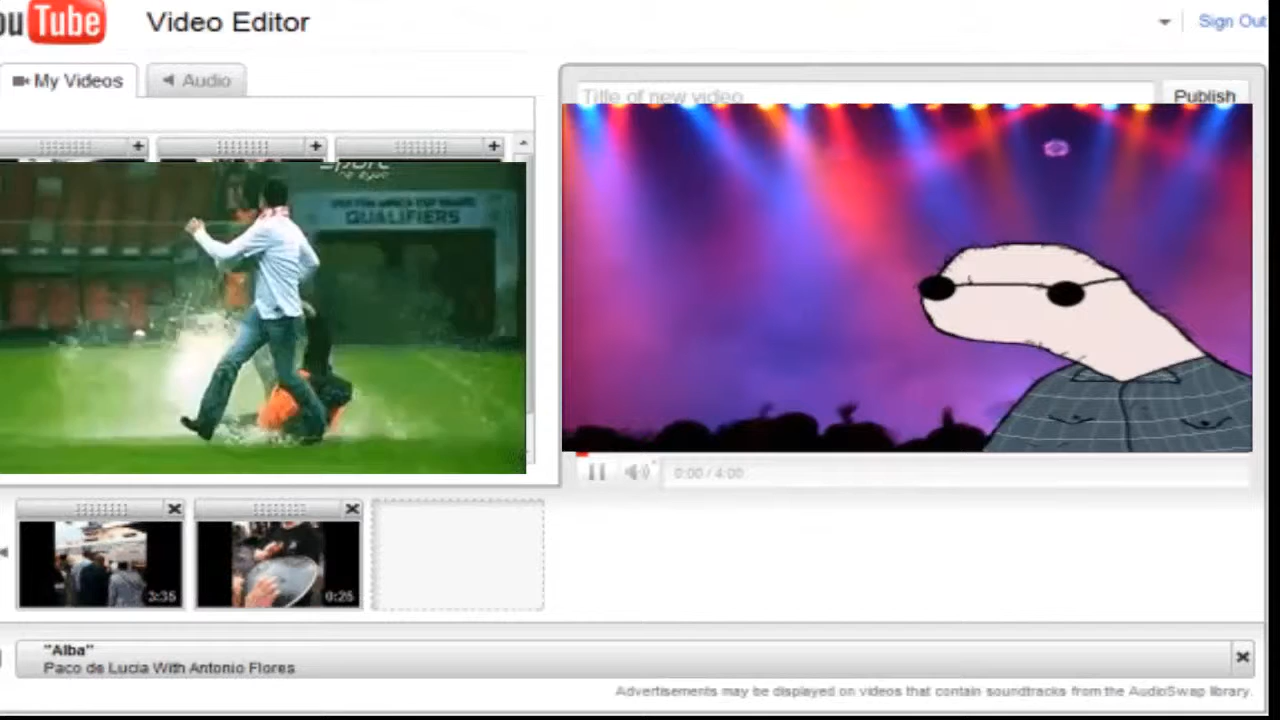 ou Tube Video Editor
Sign Out
My Videos
Audio
Title of new video
Publish
QUALIFIERS
0:00 / 4:00
3:35
0:25
"Alba"
Paco de Lucia With Antonio Flores
Advertisements may be displayed on videos that contain soundtracks from the AudioSwap library.